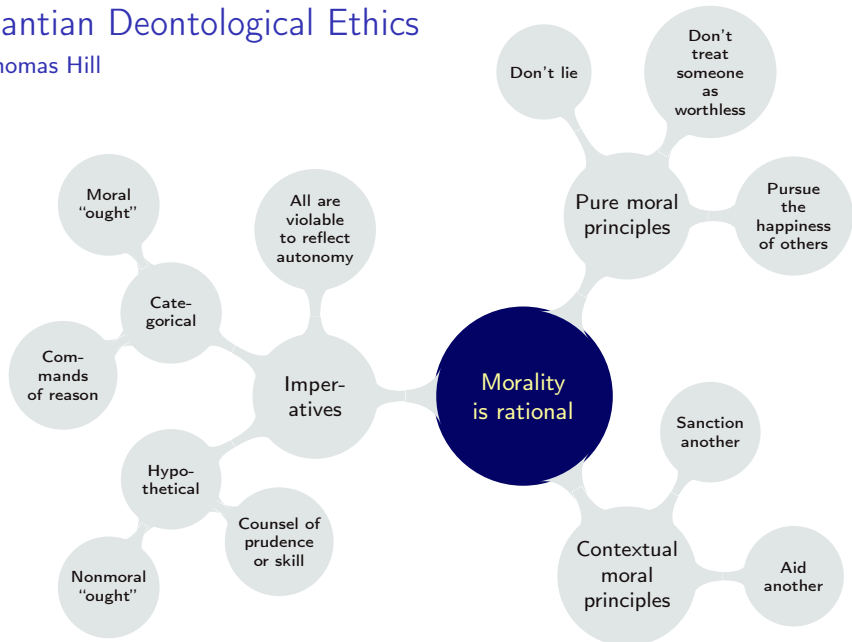 antian Deontological Ethics
homas Hill
Don't lie
Don't
treat
someone
as
worthless
Moral
“ought”
All are
violable
to reflect
autonomy
Pure moral
principles
Pursue
the
happiness
of others
Cate-
gorical
Com-
mands
of reason
Imper-
atives
Morality
is rational
Sanction
another
Hypo-
thetical
Counsel of
prudence
or skill
Nonmoral
“ought”
Contextual
moral
principles
Aid
another